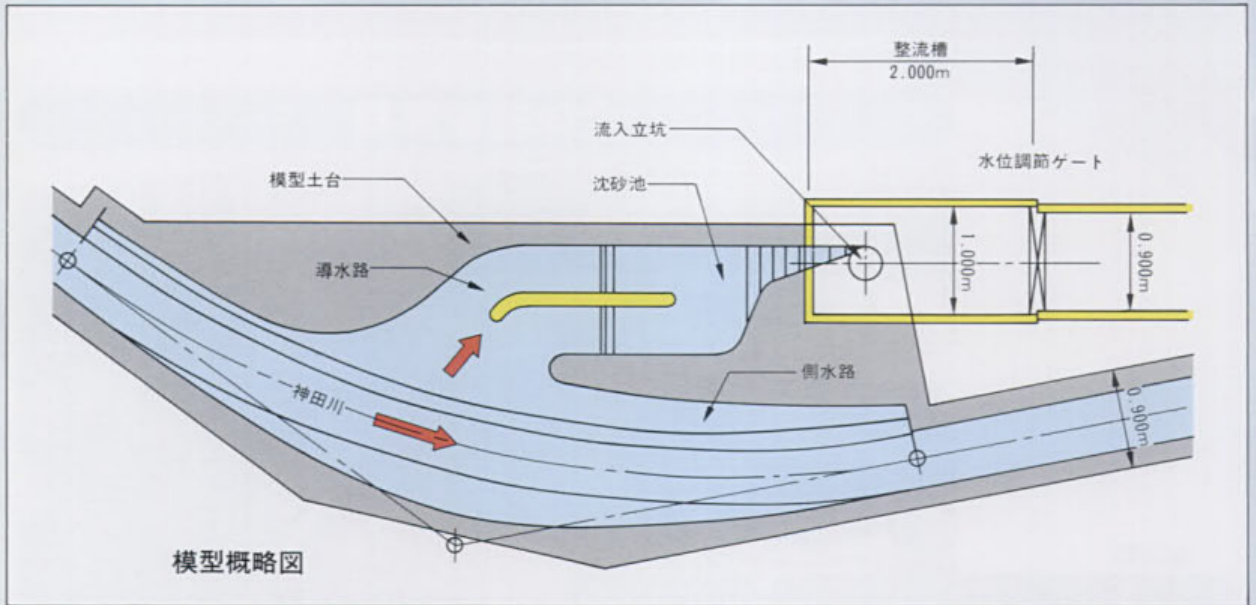 整流槽
2.000m
流入立坑
水位調節ゲート
模型土台
沈砂池
1.000m
0.900m
導水路
側水路
神田川
0.900m
模型概略図